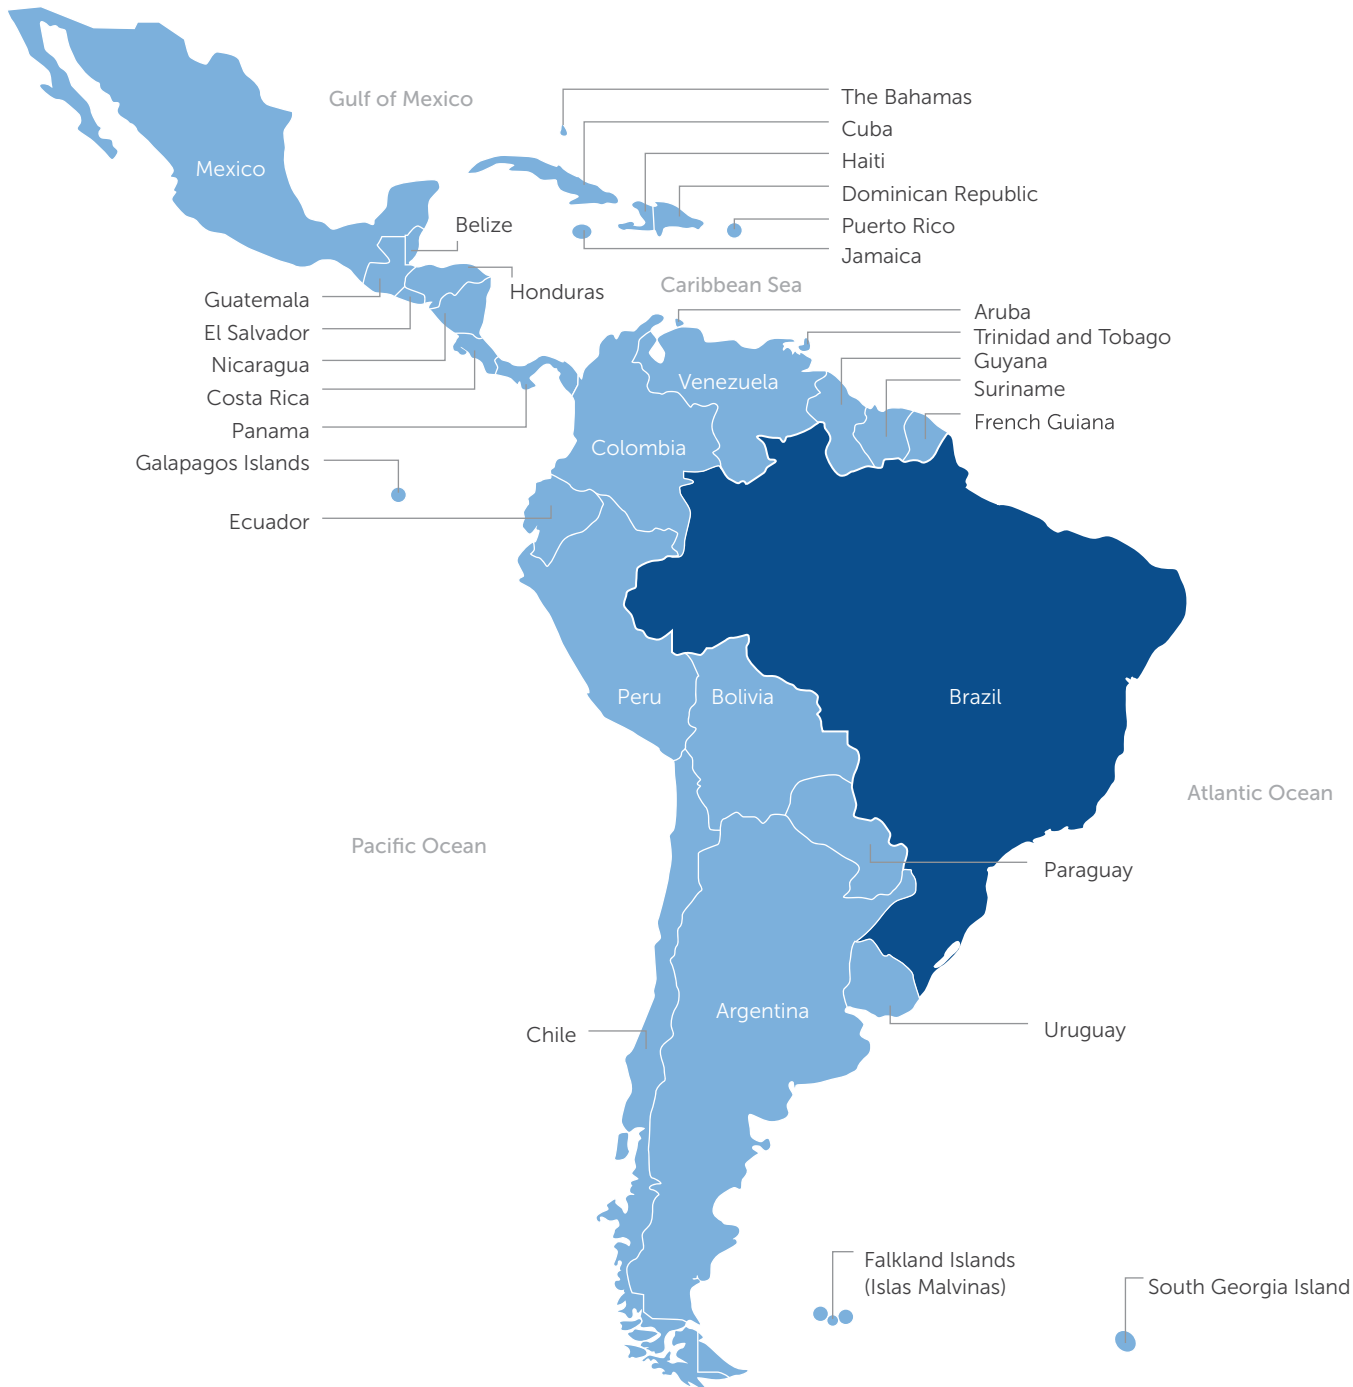 Gulf of Mexico
The Bahamas
Cuba
Haiti
Mexico
Dominican Republic
Belize
Puerto Rico
Jamaica
Caribbean Sea
Honduras
Guatemala
Aruba
El Salvador
Trinidad and Tobago
Guyana
Nicaragua
Venezuela
Suriname
Costa Rica
French Guiana
Panama
Colombia
Galapagos Islands
Ecuador
Peru
Bolivia
Brazil
Atlantic Ocean
Pacific Ocean
Paraguay
Argentina
Uruguay
Chile
Falkland Islands
(Islas Malvinas)
South Georgia Island